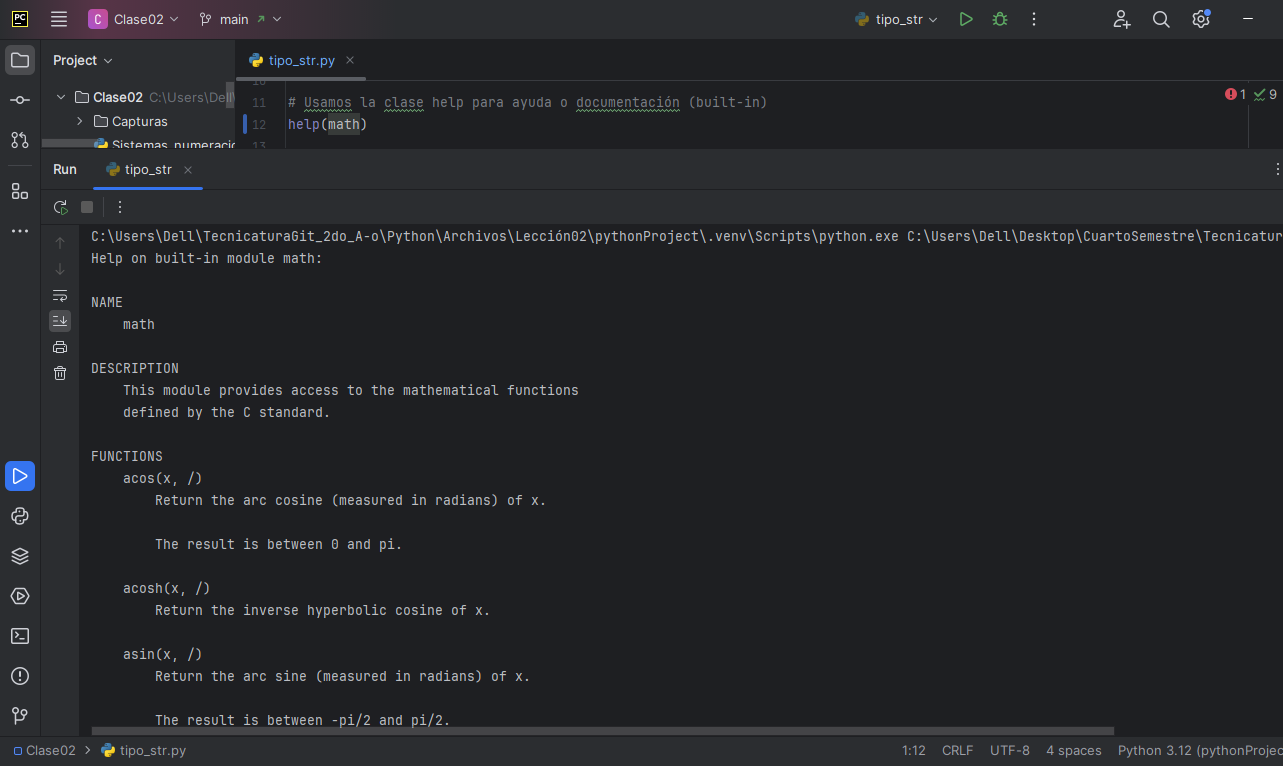 PC
C Clase02 main tipo_str
Project tipo_str.py
Clase02 C:\Users\Dell\
Capturas
Sistemas_numeracio
10
11 # Usamos la clase help para ayuda o documentación (built-in)
12 help(math)
13
1 9
Run tipo_str
C:\Users\Dell\TecnicaturaGit_2do_A-o\Python\Archivos\Lección02\pythonProject\.venv\Scripts\python.exe C:\Users\Dell\Desktop\CuartoSemestre\Tecnicatur
Help on built-in module math:
NAME
math
DESCRIPTION
This module provides access to the mathematical functions
defined by the C standard.
FUNCTIONS
acos(x, /)
Return the arc cosine (measured in radians) of x.
The result is between 0 and pi.
acosh(x, /)
Return the inverse hyperbolic cosine of x.
asin(x, /)
Return the arc sine (measured in radians) of x.
The result is between -pi/2 and pi/2.
Clase02 tipo_str.py 1:12 CRLF UTF-8 4 spaces Python 3.12 (pythonProjec